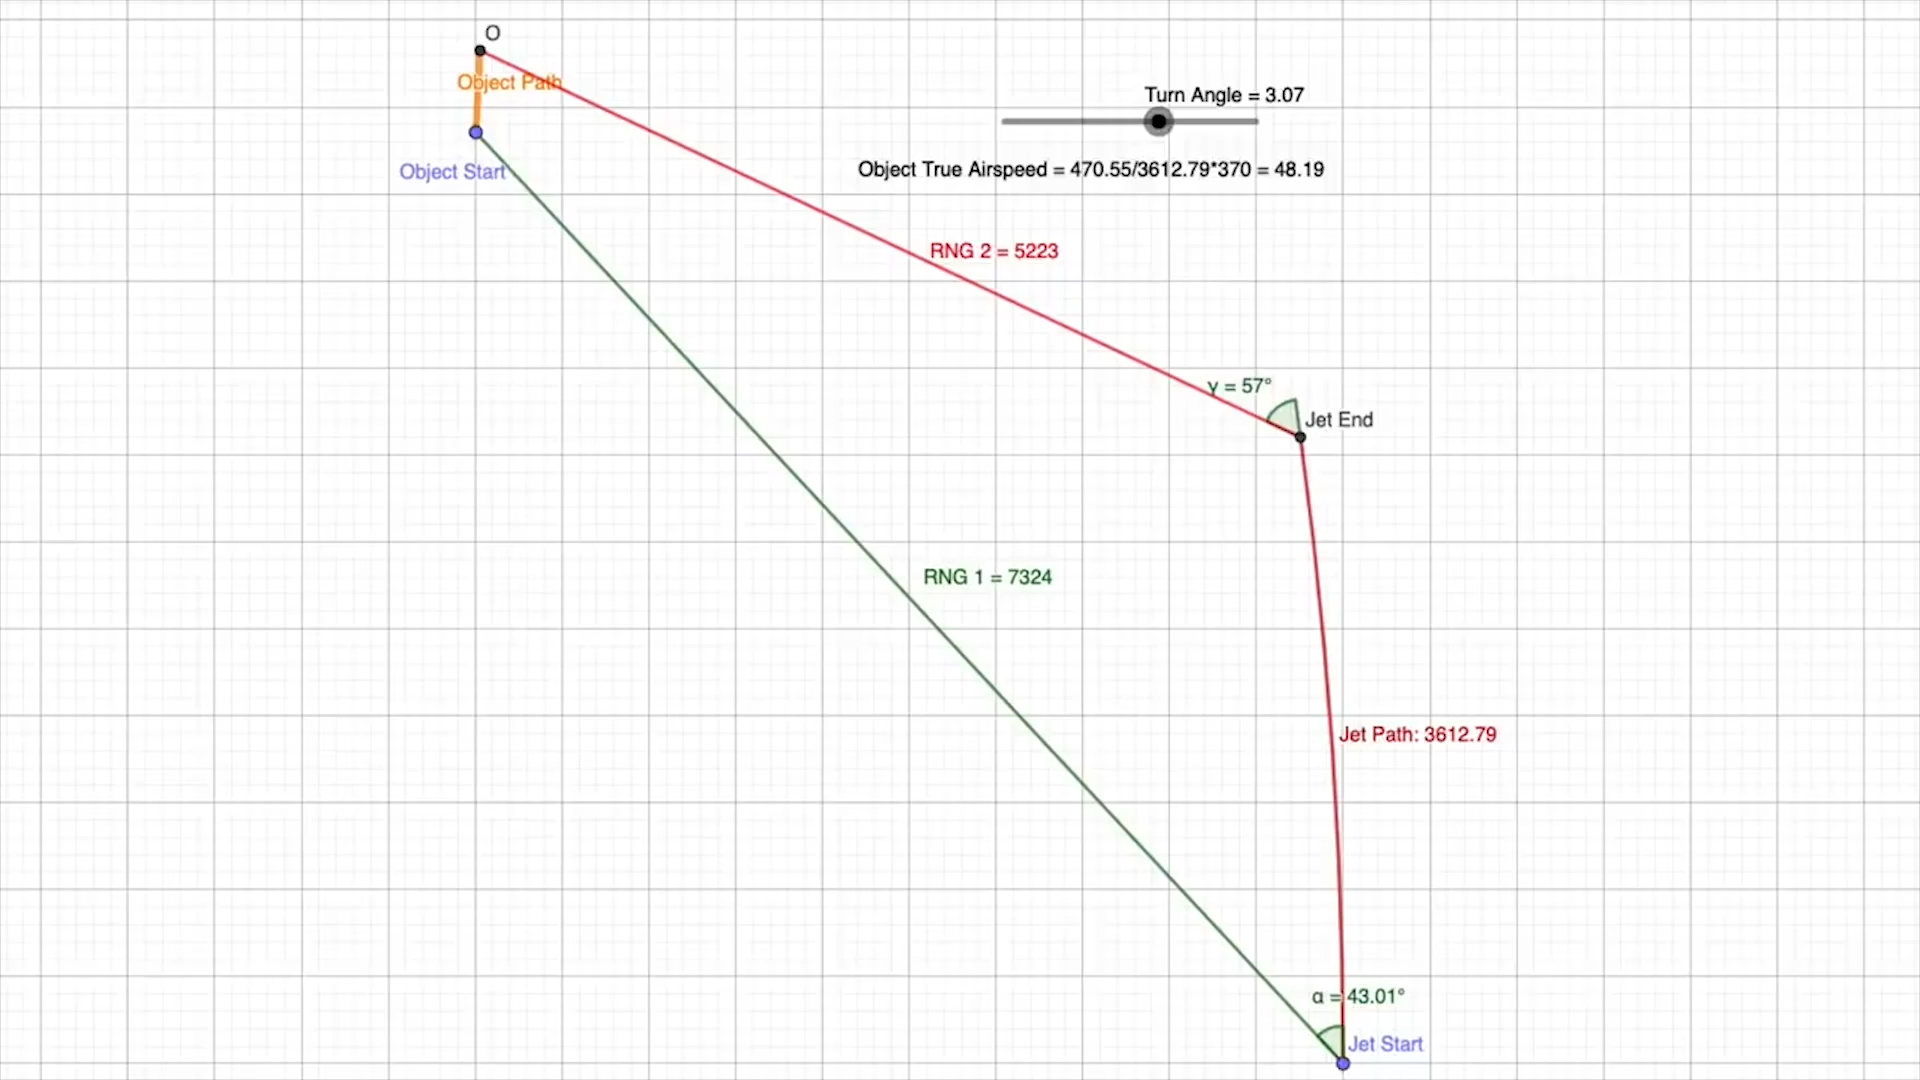 O
Object Path
Turn Angle = 3.07
Object Start
Object True Airspeed = 470.55/3612.79*370 = 48.19
RNG 2 = 5223
γ = 57°
Jet End
RNG 1 = 7324
Jet Path: 3612.79
α = 43.01°
Jet Start